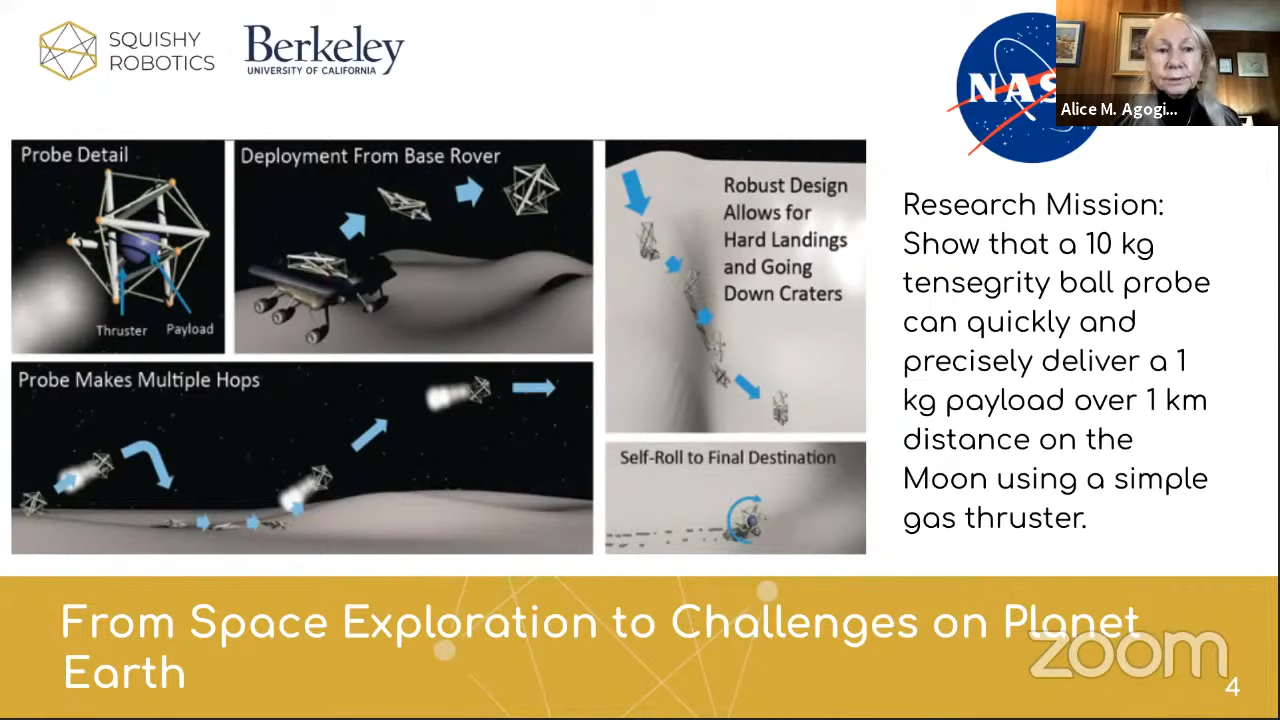 SQUISHY
ROBOTICS
Berkeley
UNIVERSITY OF CALIFORNIA
NAS
Alice M. Agogi...
Probe Detail
Thruster
Payload
Deployment From Base Rover
Robust Design
Allows for
Hard Landings
and Going
Down Craters
Probe Makes Multiple Hops
Self-Roll to Final Destination
Research Mission:
Show that a 10 kg
tensegrity ball probe
can quickly and
precisely deliver a 1
kg payload over 1 km
distance on the
Moon using a simple
gas thruster.
From Space Exploration to Challenges on Planet
Earth
zoom
4